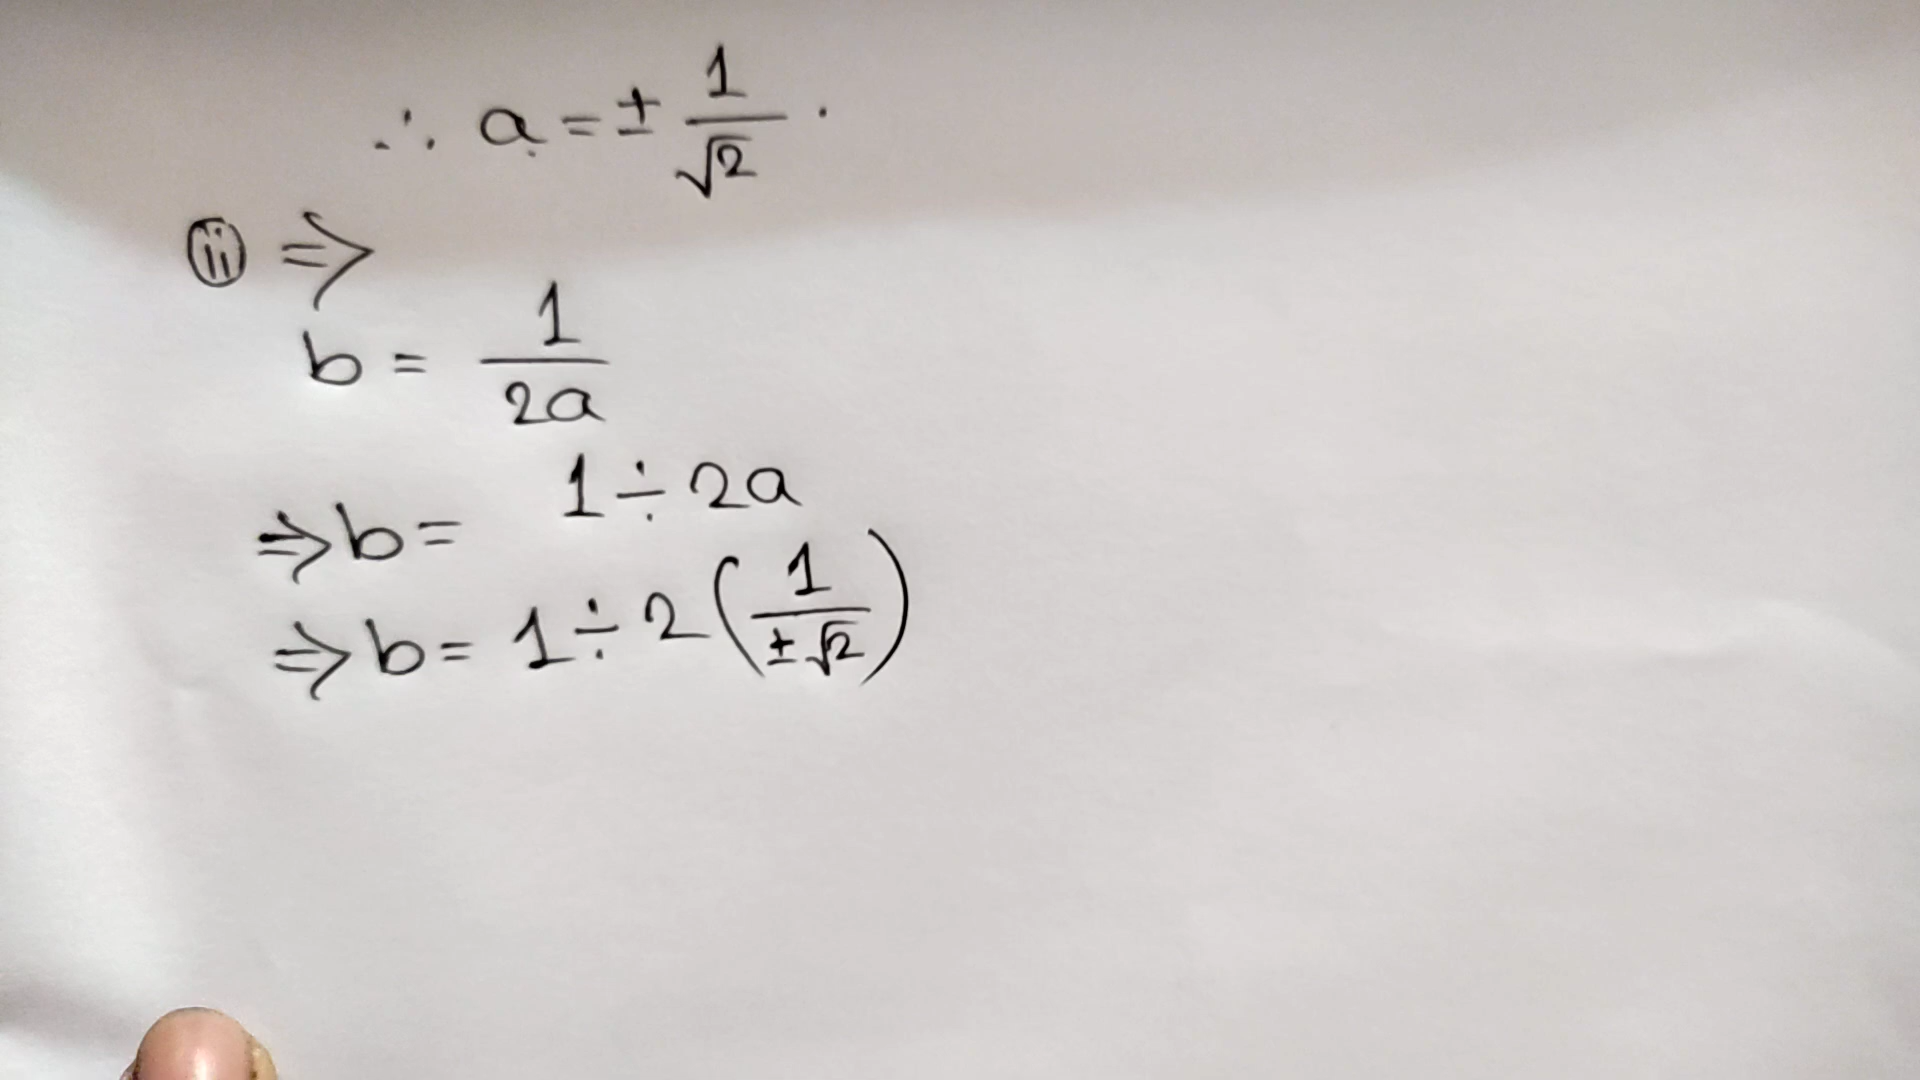 ∴ a = ± 1/√2 .
ⓘⓘ ⇒
b = 1/2a
⇒ b = 1 ÷ 2a
⇒ b = 1 ÷ 2 (1/± √2)